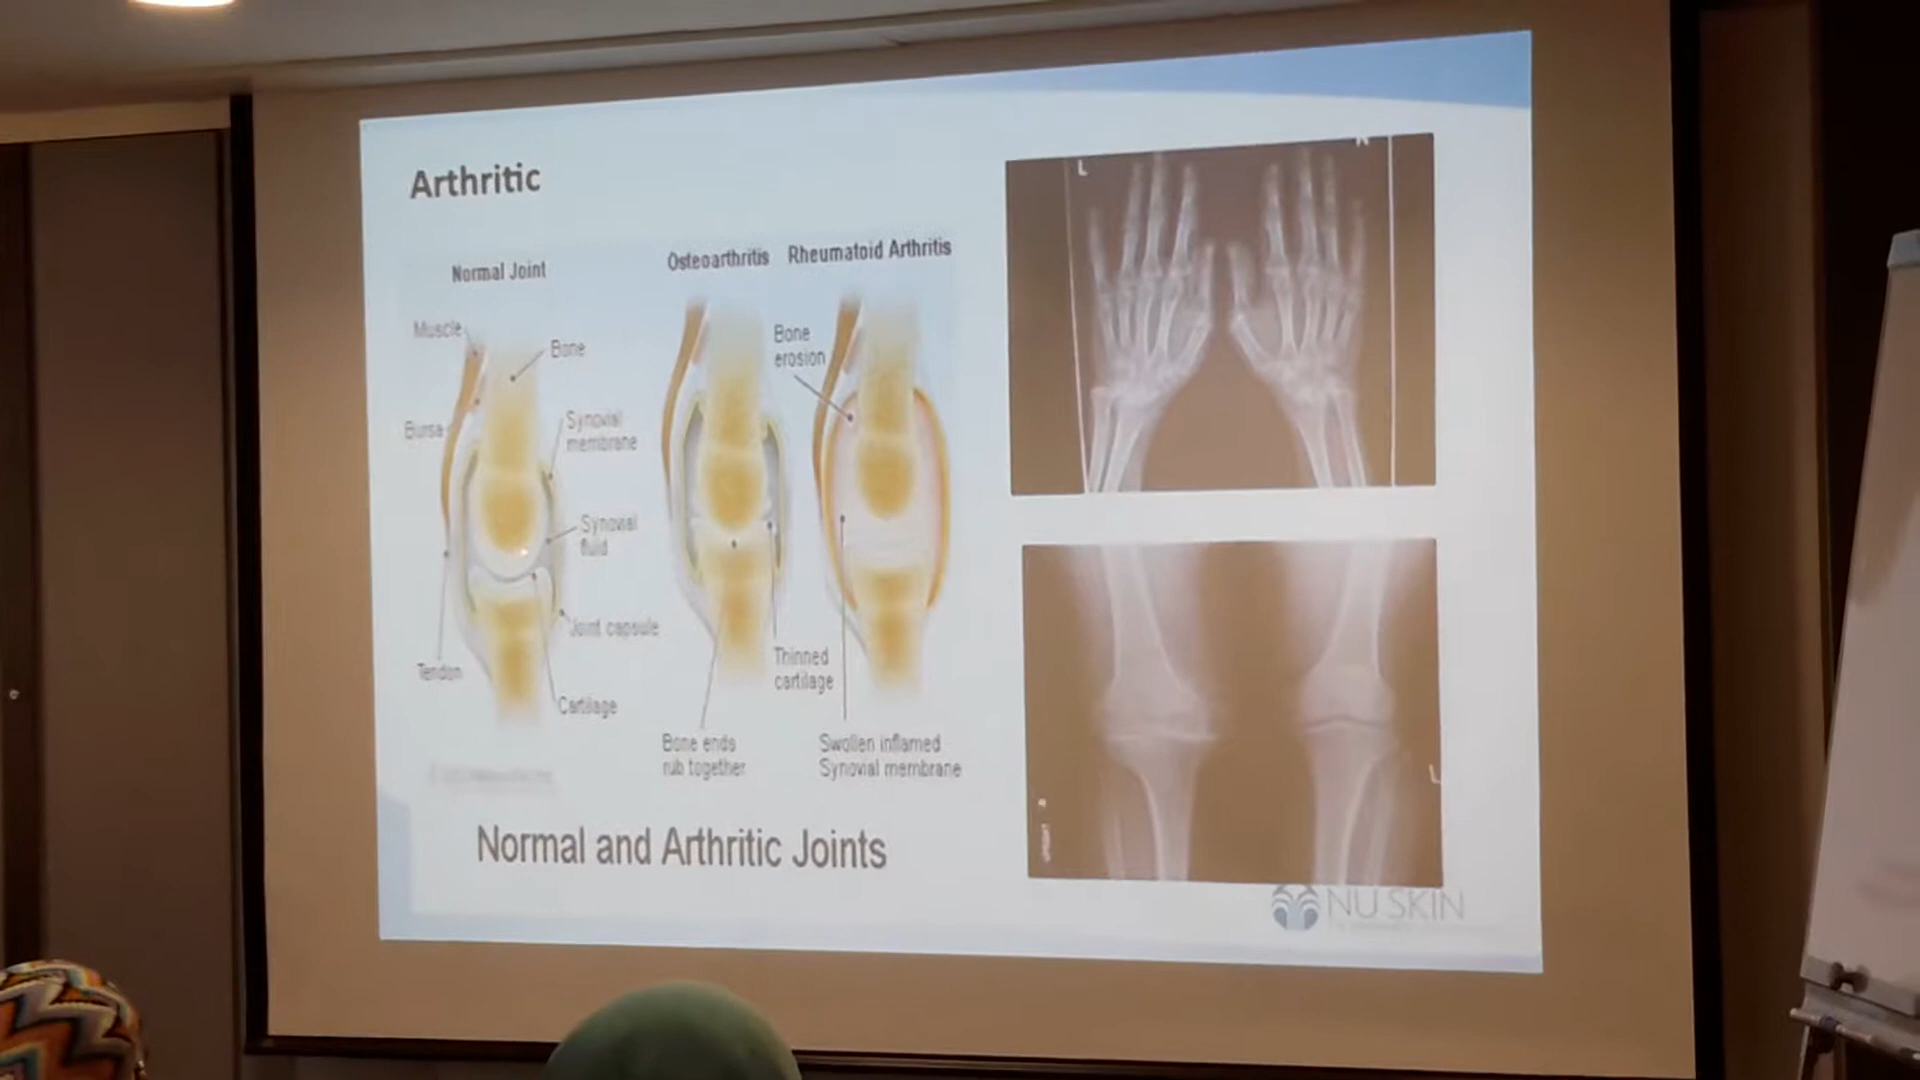 Arthritic
Normal Joint
Osteoarthritis
Rheumatoid Arthritis
Muscle
Bone
Bursa
Synovial
membrane
Synovial
fluid
Joint capsule
Tendon
Cartilage
Bone
erosion
Thinned
cartilage
Bone ends
rub together
Swollen inflamed
Synovial membrane
Normal and Arthritic Joints
L
R
L
NU SKIN